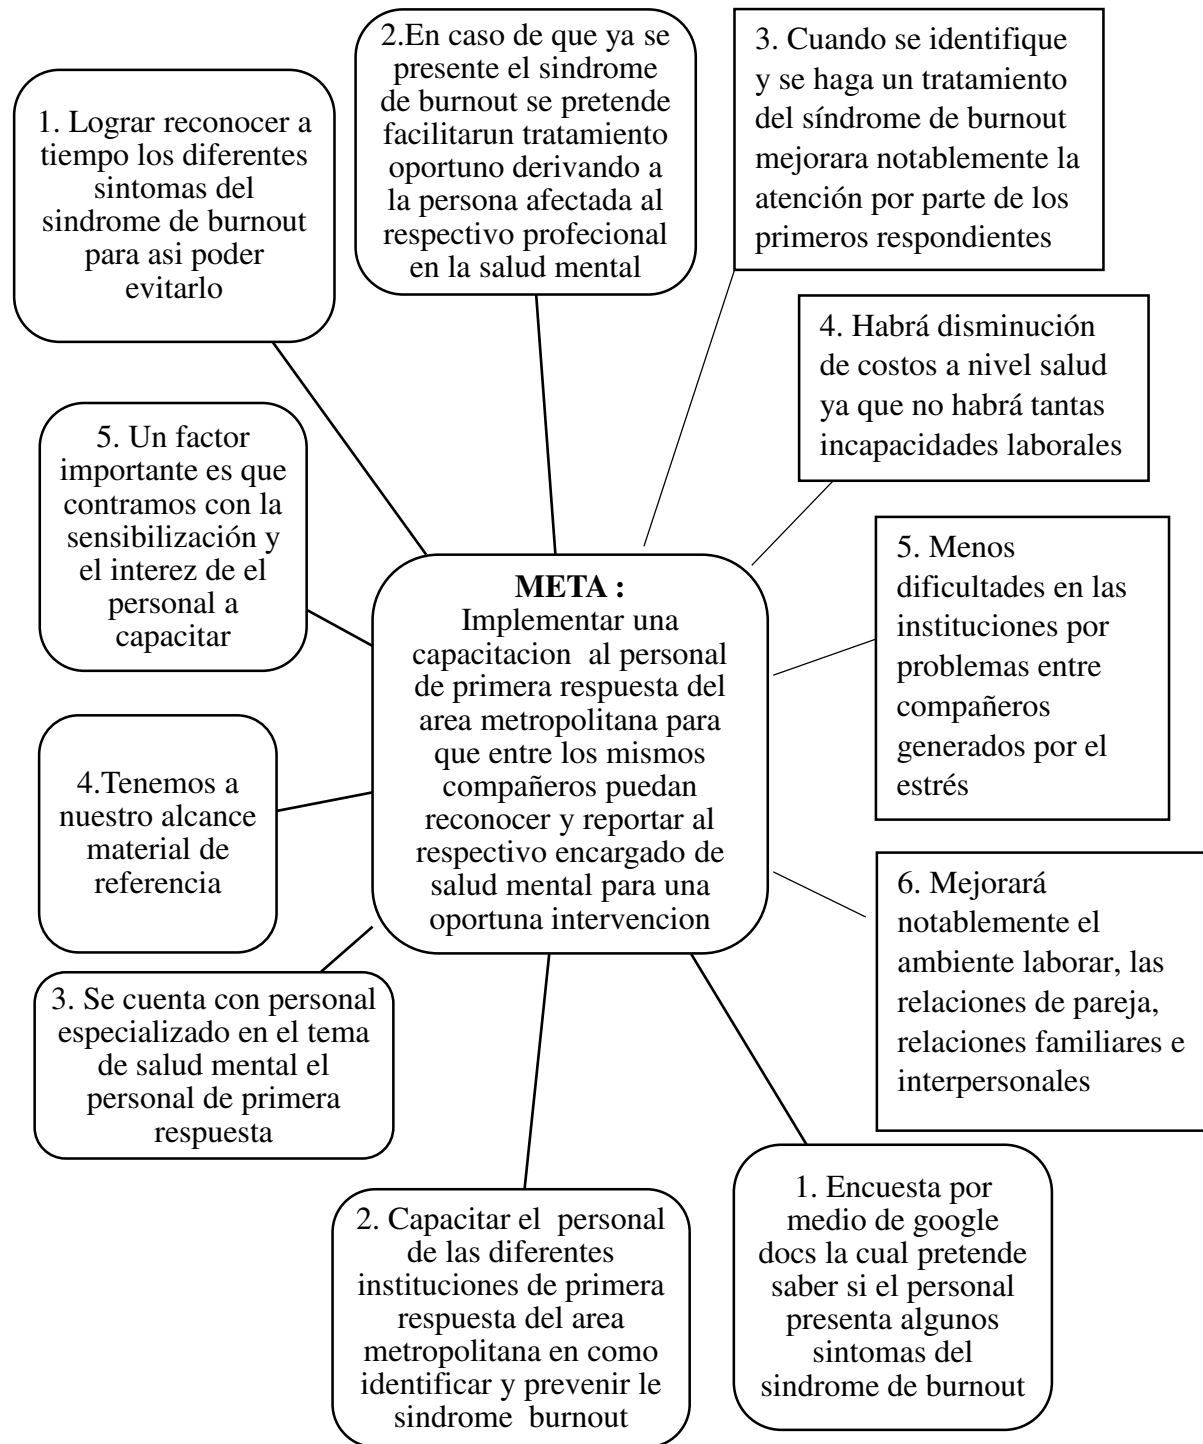 2.En caso de que ya se
presente el sindrome
de burnout se pretende
facilitarun tratamiento
oportuno derivando a
la persona afectada al
respectivo profecional
en la salud mental
3. Cuando se identifique
y se haga un tratamiento
del síndrome de burnout
mejorara notablemente la
atención por parte de los
primeros respondientes
1. Lograr reconocer a
tiempo los diferentes
sintomas del
sindrome de burnout
para asi poder
evitarlo
4. Habrá disminución
de costos a nivel salud
ya que no habrá tantas
incapacidades laborales
5. Un factor
importante es que
contramos con la
sensibilización y
el interez de el
personal a
capacitar
5. Menos
dificultades en las
instituciones por
problemas entre
compañeros
generados por el
estrés
META :
Implementar una
capacitacion  al personal
de primera respuesta del
area metropolitana para
que entre los mismos
compañeros puedan
reconocer y reportar al
respectivo encargado de
salud mental para una
oportuna intervencion
4.Tenemos a
nuestro alcance
material de
referencia
6. Mejorará
notablemente el
ambiente laborar, las
relaciones de pareja,
relaciones familiares e
interpersonales
3. Se cuenta con personal
especializado en el tema
de salud mental el
personal de primera
respuesta
2. Capacitar el  personal
de las diferentes
instituciones de primera
respuesta del area
metropolitana en como
identificar y prevenir le
sindrome  burnout
1. Encuesta por
medio de google
docs la cual pretende
saber si el personal
presenta algunos
sintomas del
sindrome de burnout